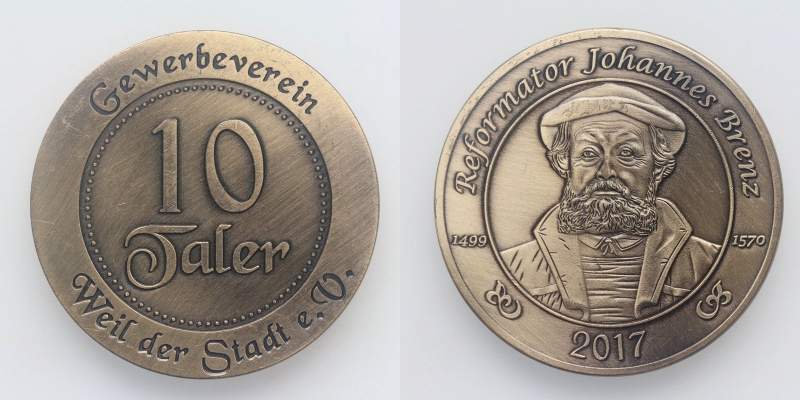 Gewerbeverein
10
Taler
Weil der Stadt e.V.
Reformator Johannes Brenz
1499
1570
2017